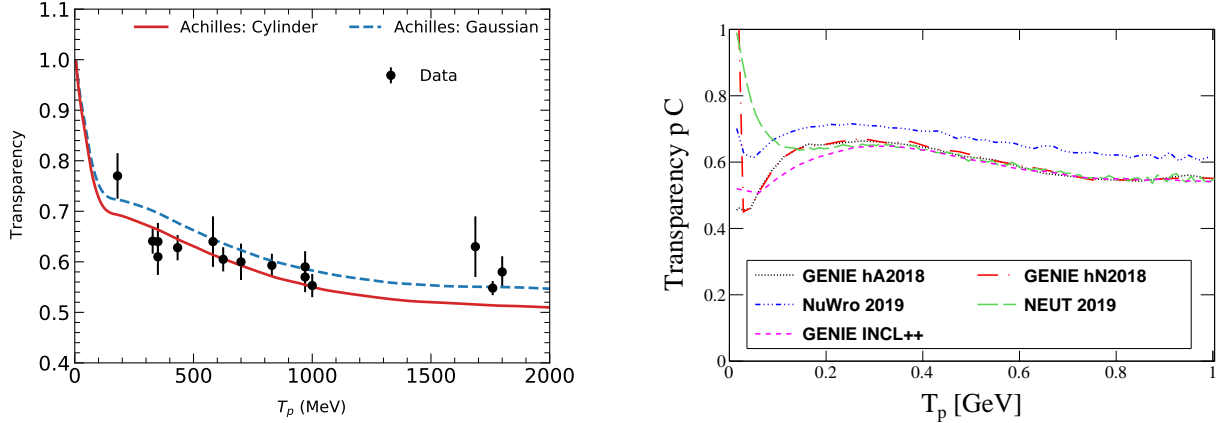 1.1
1.0
0.9
0.8
0.7
0.6
0.5
0.4
Transparency
Achilles: Cylinder
Achilles: Gaussian
Data
0
500
1000
1500
2000
T_p (MeV)
1
0.8
0.6
0.4
0.2
0
Transparency p C
GENIE hA2018
GENIE hN2018
NuWro 2019
NEUT 2019
GENIE INCL++
0
0.2
0.4
0.6
0.8
1
T_p [GeV]